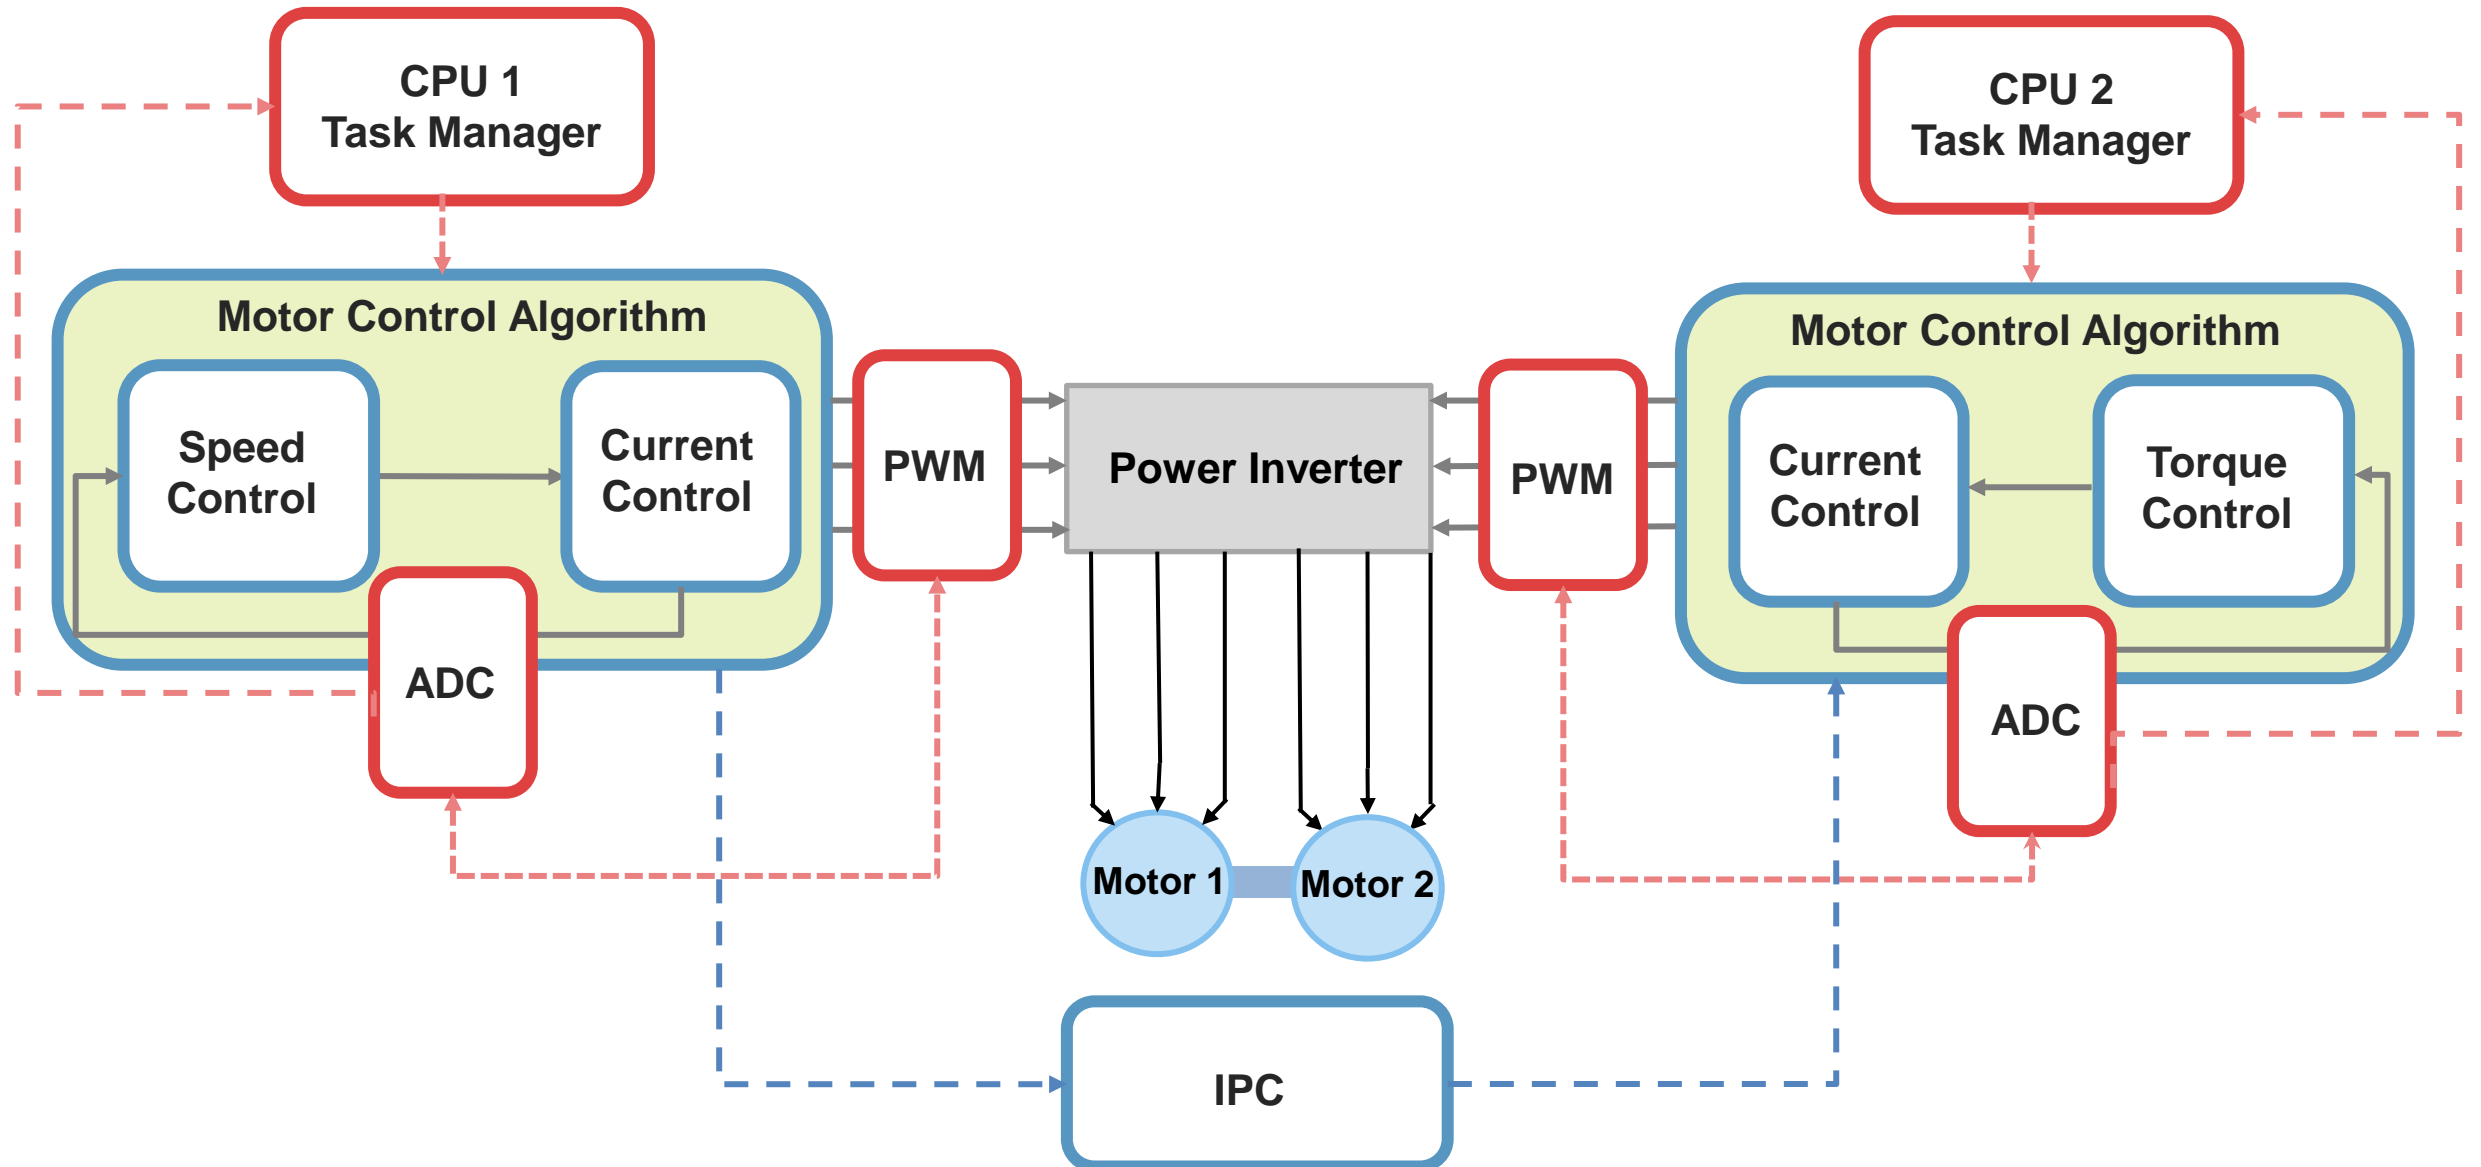 CPU 1
Task Manager
CPU 2
Task Manager
Motor Control Algorithm
Speed
Control
Current
Control
ADC
PWM
Power Inverter
PWM
Motor Control Algorithm
Current
Control
Torque
Control
ADC
Motor 1
Motor 2
IPC